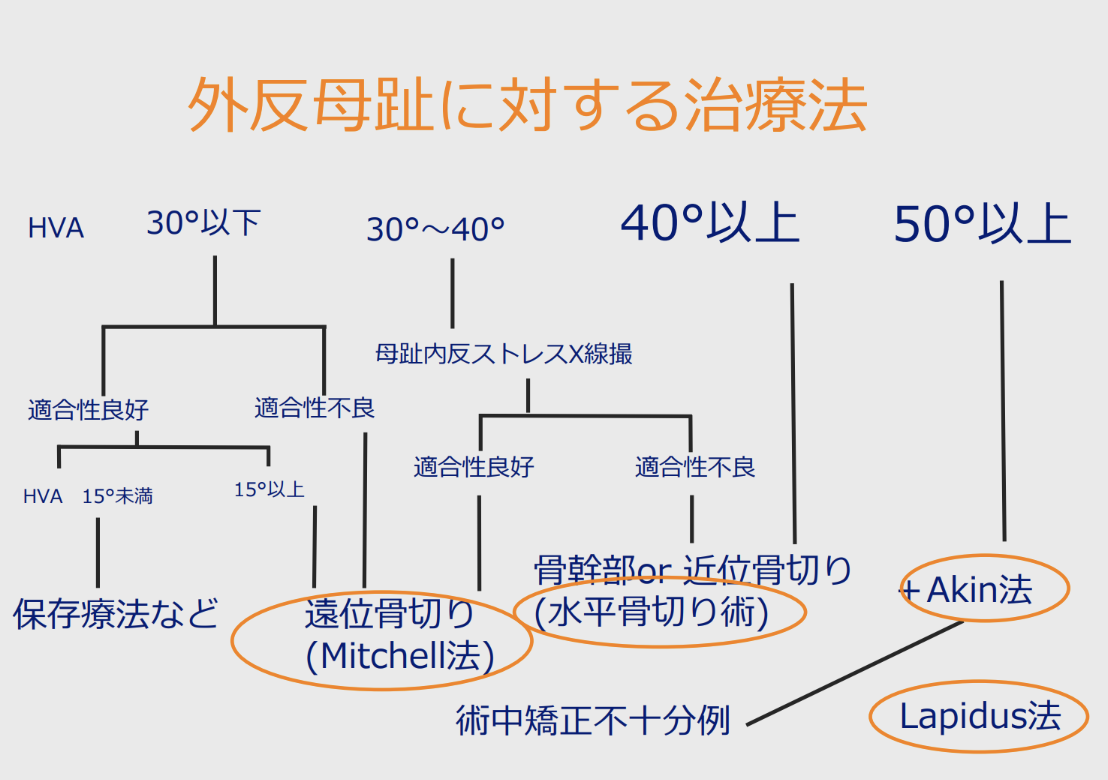 外反母趾に対する治療法
HVA 30°以下 30°～40° 40°以上 50°以上
母趾内反ストレスX線撮
適合性良好 適合性不良
適合性良好 適合性不良
HVA 15°未満 15°以上
骨幹部or 近位骨切り
(水平骨切り術)
+Akin法
保存療法など
遠位骨切り
(Mitchell法)
術中矯正不十分例
Lapidus法